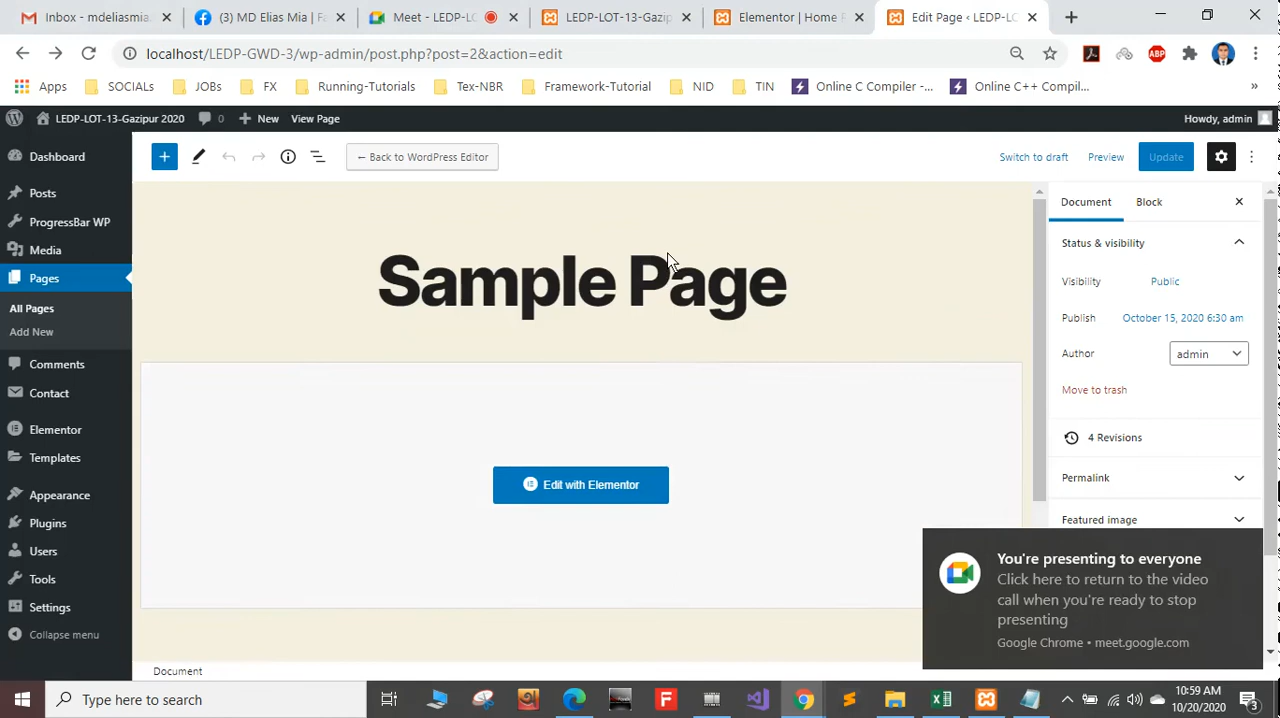 Inbox - mdeliasmia. (3) MD Elias Mia | Fa Meet - LEDP-LO LEDP-LOT-13-Gazip Elementor | Home Edit Page ‹ LEDP-LO
localhost/LEDP-GWD-3/wp-admin/post.php?post=2&action=edit
Apps SOCIALs JOBs FX Running-Tutorials Tex-NBR Framework-Tutorial NID TIN Online C Compiler -... Online C++ Compil... »
LEDP-LOT-13-Gazipur 2020 0 New View Page Howdy, admin
Dashboard
← Back to WordPress Editor
Switch to draft Preview Update
Posts
ProgressBar WP
Media
Pages
All Pages
Add New
Comments
Contact
Elementor
Templates
Appearance
Plugins
Users
Tools
Settings
Collapse menu
Sample Page
Edit with Elementor
Document
Document Block
Status & visibility
Visibility Public
Publish October 15, 2020 6:30 am
Author admin
Move to trash
4 Revisions
Permalink
Featured image
You're presenting to everyone
Click here to return to the video
call when you're ready to stop
presenting
Google Chrome • meet.google.com
Type here to search
10:59 AM
10/20/2020
3